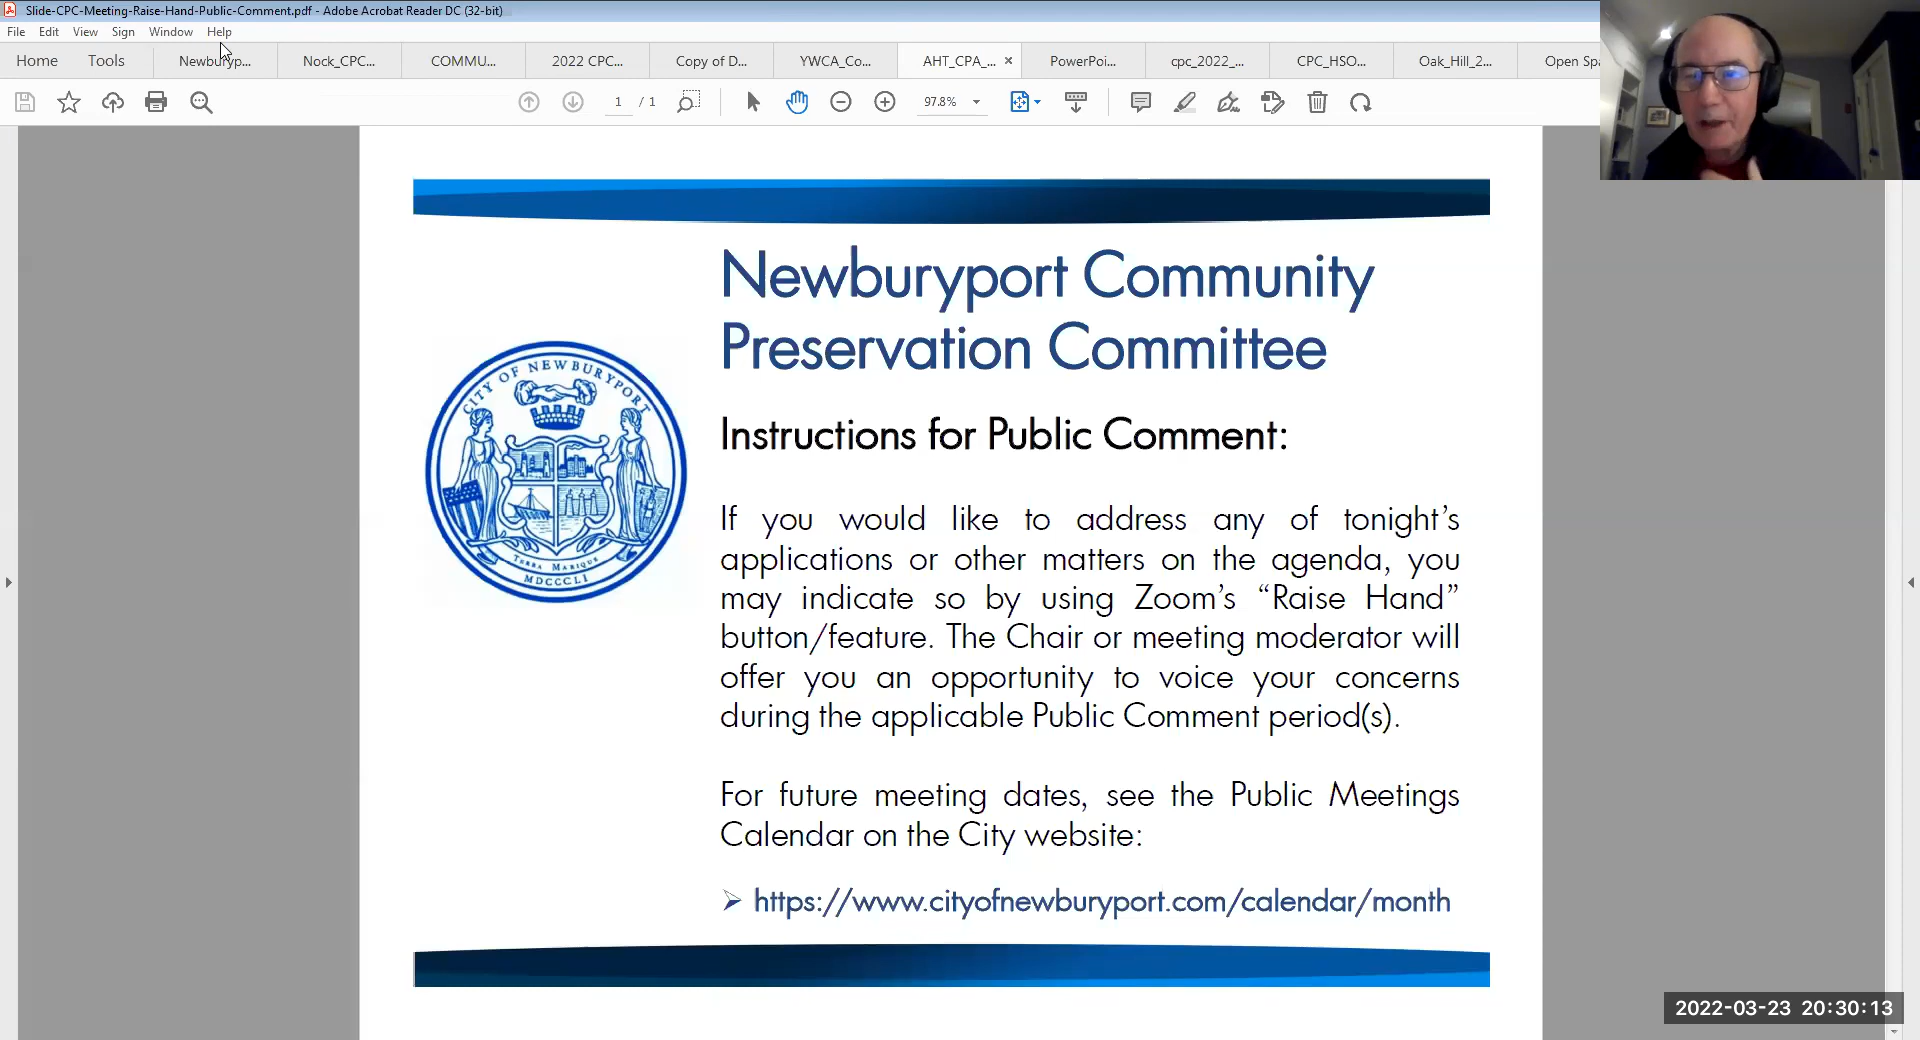 Slide-CPC-Meeting-Raise-Hand-Public-Comment.pdf - Adobe Acrobat Reader DC (32-bit)
File Edit View Sign Window Help
Home Tools Newburyp... Nock_CPC... COMMU... 2022 CPC... Copy of D... YWCA_Co... AHT_CPA_... × PowerPoi... cpc_2022_... CPC_HSO... Oak_Hill_2... Open Spa
1 / 1 97.8%
Newburyport Community
Preservation Committee
CITY OF NEWBURYPORT
TERRA MARIQUE
MDCCCLI
Instructions for Public Comment:
If you would like to address any of tonight’s
applications or other matters on the agenda, you
may indicate so by using Zoom’s “Raise Hand”
button/feature. The Chair or meeting moderator will
offer you an opportunity to voice your concerns
during the applicable Public Comment period(s).
For future meeting dates, see the Public Meetings
Calendar on the City website:
https://www.cityofnewburyport.com/calendar/month
2022-03-23 20:30:13